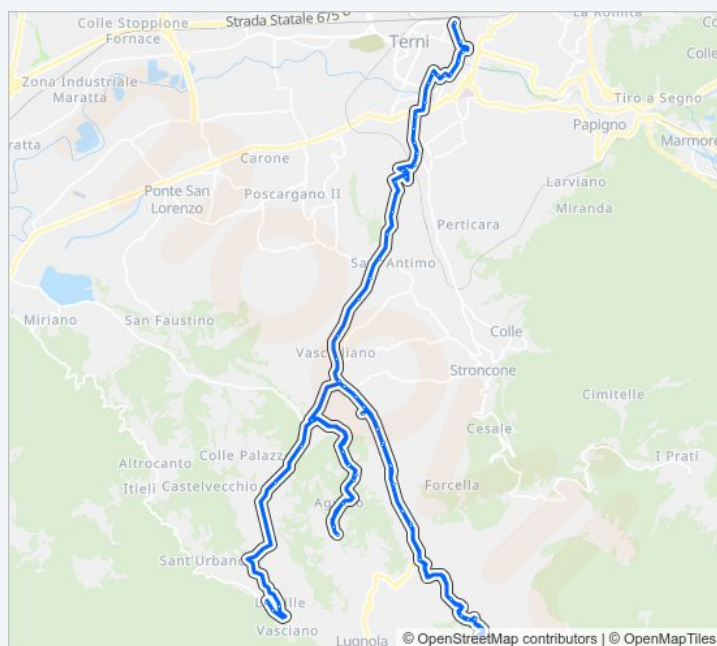 Colle Stoppione
Fornace
Strada Statale 675 U
La Romita
Terni
Colle
Zona Industriale
Maratta
Tiro a Segno
Papigno
Marmore
ratta
Carone
Ponte San
Lorenzo
Poscargano II
Larviano
Miranda
Perticara
San Antimo
Miriano
San Faustino
Colle
Vascigliano
Stroncone
Cimitelle
Cesale
Altrocanto
Colle Palazz
I Prati
Itieli
Castelvecchio
Forcella
Sant'Urbano
Vasciano
Lugnola
© OpenStreetMap contributors | © OpenMapTiles